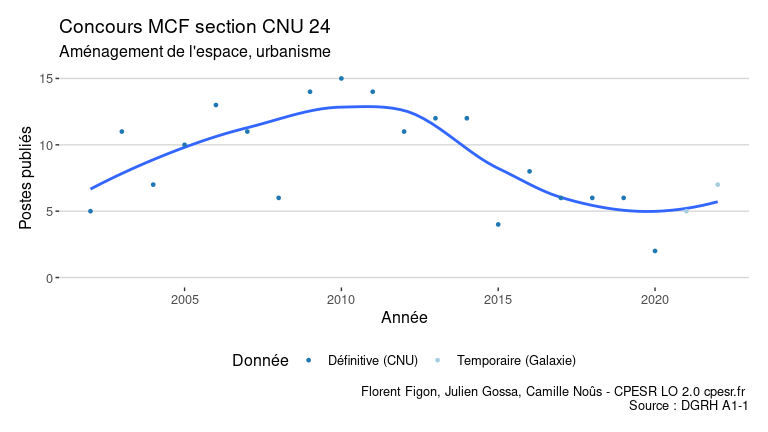 Concours MCF section CNU 24
Aménagement de l'espace, urbanisme
Postes publiés
15
10
5
0
2005 2010 2015 2020
Année
Donnée Définitive (CNU) Temporaire (Galaxie)
Florent Figon, Julien Gossa, Camille Noûs - CPESR LO 2.0 cpesr.fr
Source : DGRH A1-1